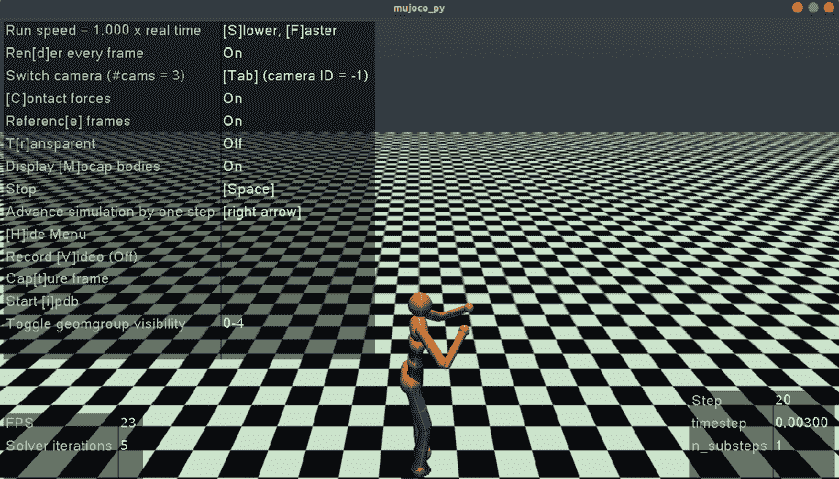 mujoco_py
Run speed = 1.000 x real time [S]lower, [F]aster
Ren[d]er every frame On
Switch camera (#cams = 3) [Tab] (camera ID = -1)
[C]ontact forces On
Referenc[e] frames On
T[r]ansparent Off
Display [M]ocap bodies On
Stop [Space]
Advance simulation by one step [right arrow]
[H]ide Menu
Record [V]ideo (Off)
Cap[t]ure frame
Start [i]pdb
Toggle geomgroup visibility 0-4
Step 20
FPS 23
timestep 0.00300
Solver iterations 5
n_substeps 1